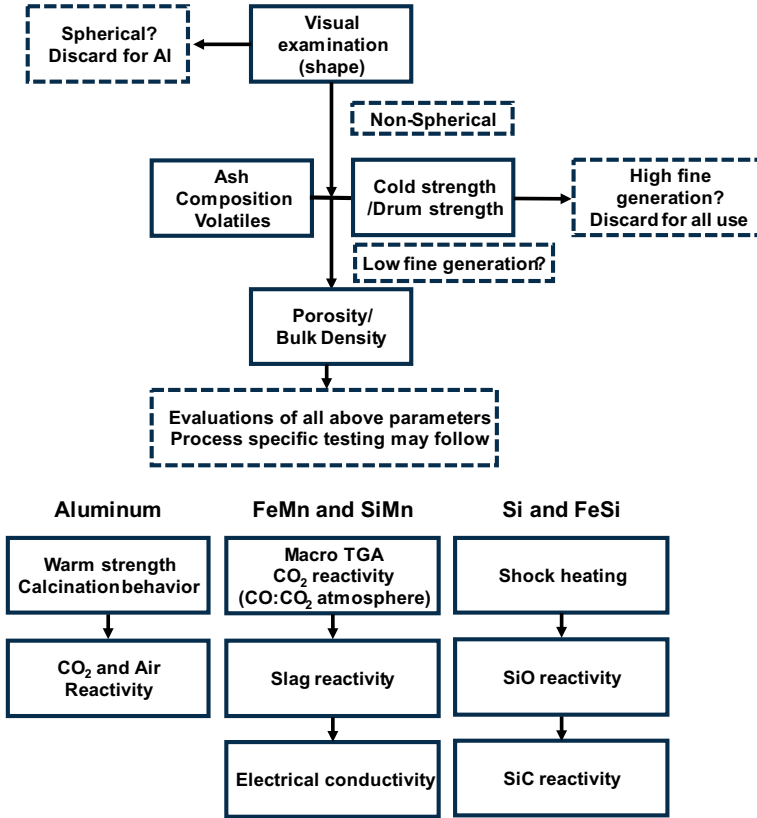 Spherical?
Discard for Al
Visual
examination
(shape)
Non-Spherical
Ash
Composition
Volatiles
Cold strength
/Drum strength
High fine
generation?
Discard for all use
Low fine generation?
Porosity/
Bulk Density
Evaluations of all above parameters
Process specific testing may follow
Aluminum
FeMn and SiMn
Si and FeSi
Warm strength
Calcination behavior
Macro TGA
CO₂ reactivity
(CO:CO₂ atmosphere)
Shock heating
CO₂ and Air
Reactivity
Slag reactivity
SiO reactivity
Electrical conductivity
SiC reactivity